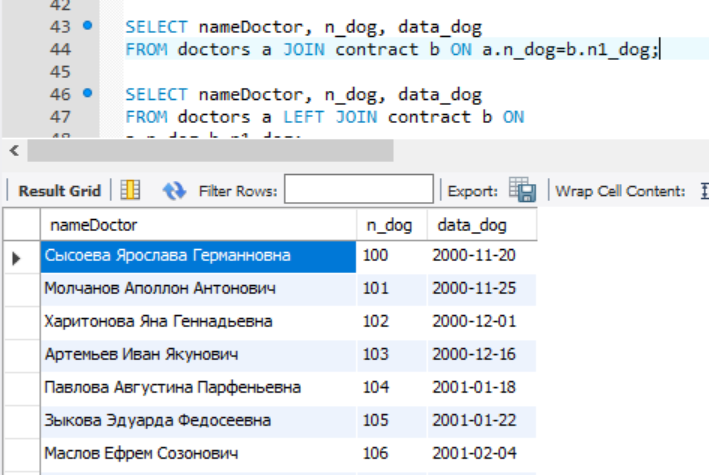 42
43 SELECT nameDoctor, n_dog, data_dog
44 FROM doctors a JOIN contract b ON a.n_dog=b.n1_dog;
45
46 SELECT nameDoctor, n_dog, data_dog
47 FROM doctors a LEFT JOIN contract b ON
48 a.n_dog=b.n1_dog;
<
Result Grid Filter Rows: Export: Wrap Cell Content:
nameDoctor n_dog data_dog
Сысоева Ярослава Германновна 100 2000-11-20
Молчанов Аполлон Антонович 101 2000-11-25
Харитонова Яна Геннадьевна 102 2000-12-01
Артемьев Иван Якунович 103 2000-12-16
Павлова Августина Парфеньевна 104 2001-01-18
Зыкова Эдуарда Федосеевна 105 2001-01-22
Маслов Ефрем Созонович 106 2001-02-04